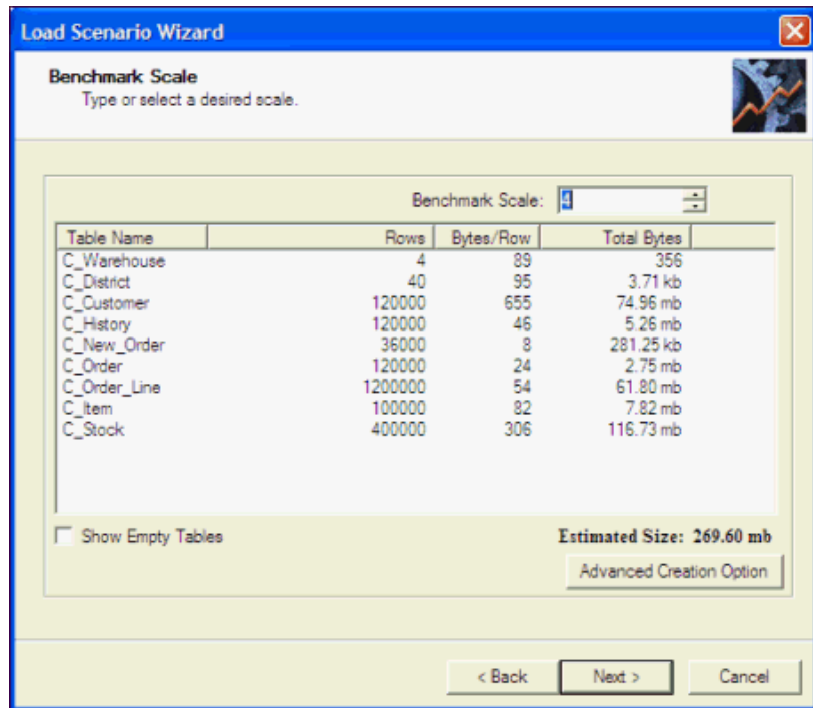 Load Scenario Wizard
Benchmark Scale
Type or select a desired scale.
Benchmark Scale: 4
Table Name Rows Bytes/Row Total Bytes
C_Warehouse 4 89 356
C_District 40 95 3.71 kb
C_Customer 120000 655 74.96 mb
C_History 120000 46 5.26 mb
C_New_Order 36000 8 281.25 kb
C_Order 120000 24 2.75 mb
C_Order_Line 1200000 54 61.80 mb
C_Item 100000 82 7.82 mb
C_Stock 400000 306 116.73 mb
Show Empty Tables Estimated Size: 269.60 mb
Advanced Creation Option
< Back Next > Cancel